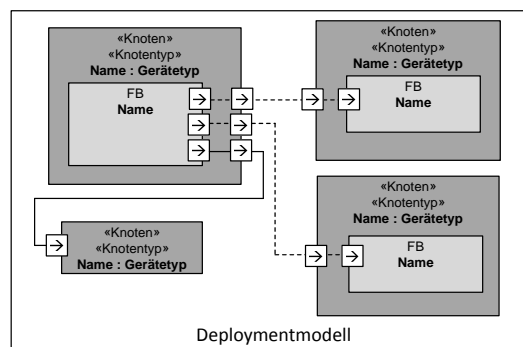 «Knoten»
«Knotentyp»
Name : Gerätetyp
FB
Name
«Knoten»
«Knotentyp»
Name : Gerätetyp
FB
Name
«Knoten»
«Knotentyp»
Name : Gerätetyp
«Knoten»
«Knotentyp»
Name : Gerätetyp
FB
Name
Deploymentmodell